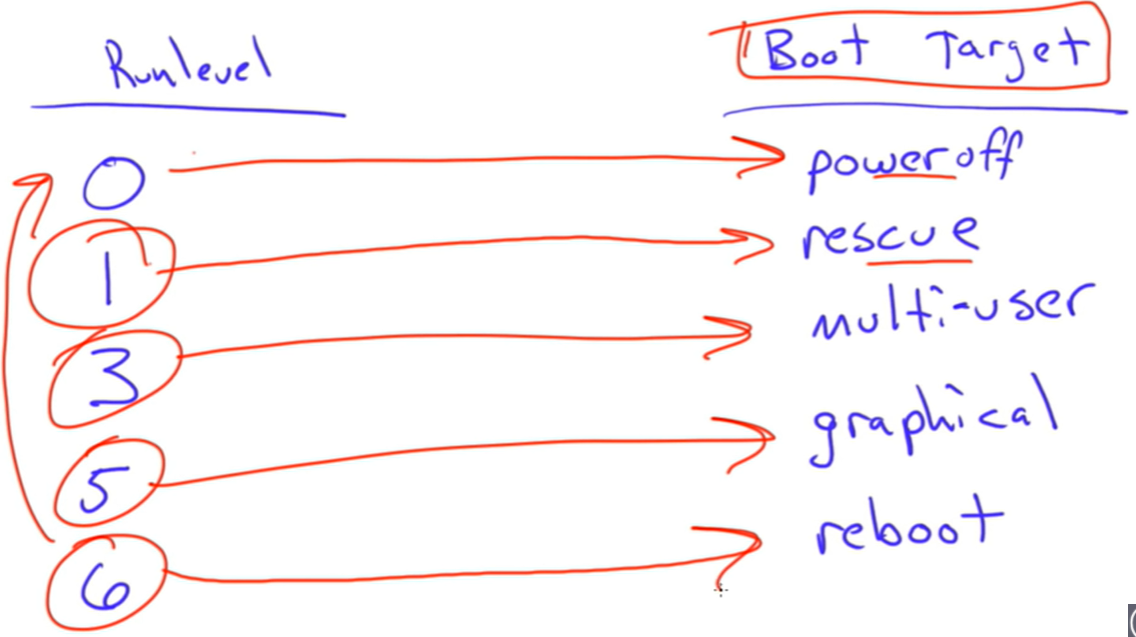 Runlevel Boot Target
0 poweroff
1 rescue
3 multi-user
5 graphical
6 reboot